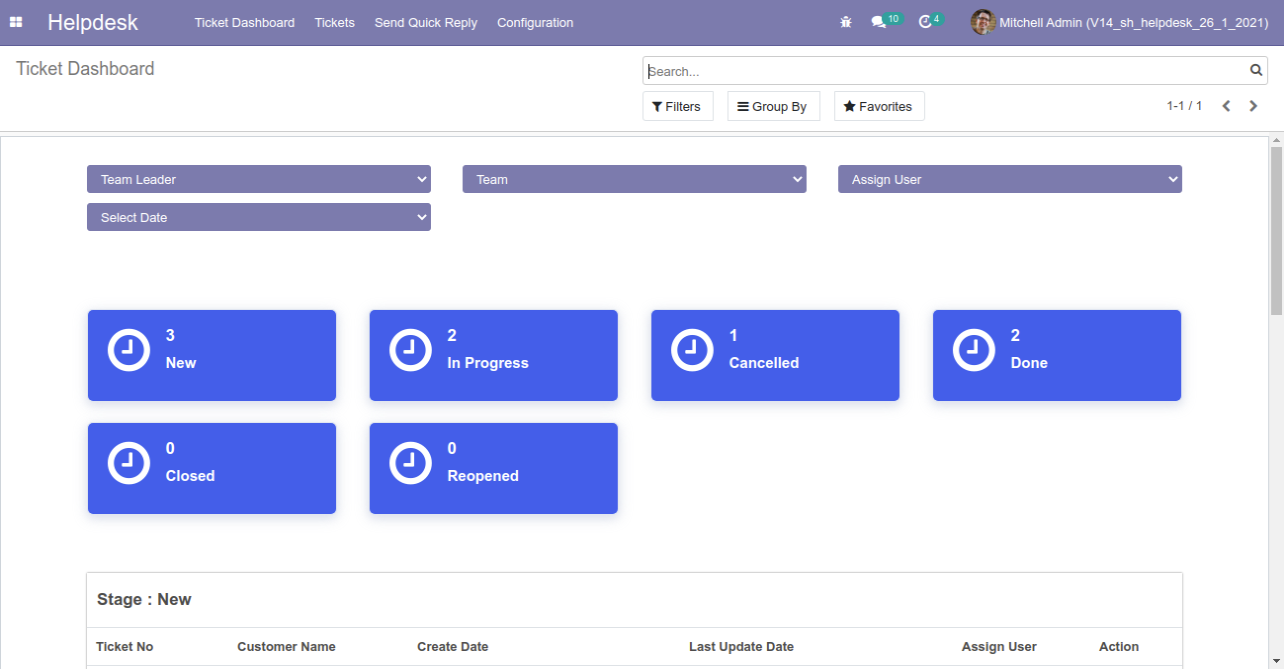 Helpdesk Ticket Dashboard Tickets Send Quick Reply Configuration 10 4 Mitchell Admin (V14_sh_helpdesk_26_1_2021)
Ticket Dashboard
Search...
Filters Group By Favorites 1-1 / 1
Team Leader Team Assign User
Select Date
3 2 1 2
New In Progress Cancelled Done
0 0
Closed Reopened
Stage : New
Ticket No Customer Name Create Date Last Update Date Assign User Action